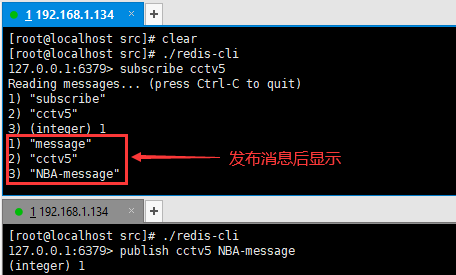 1 192.168.1.134 × +
[root@localhost src]# clear
[root@localhost src]# ./redis-cli
127.0.0.1:6379> subscribe cctv5
Reading messages... (press Ctrl-C to quit)
1) "subscribe"
2) "cctv5"
3) (integer) 1
1) "message"
2) "cctv5"
3) "NBA-message"
发布消息后显示
1 192.168.1.134 × +
[root@localhost src]# ./redis-cli
127.0.0.1:6379> publish cctv5 NBA-message
(integer) 1